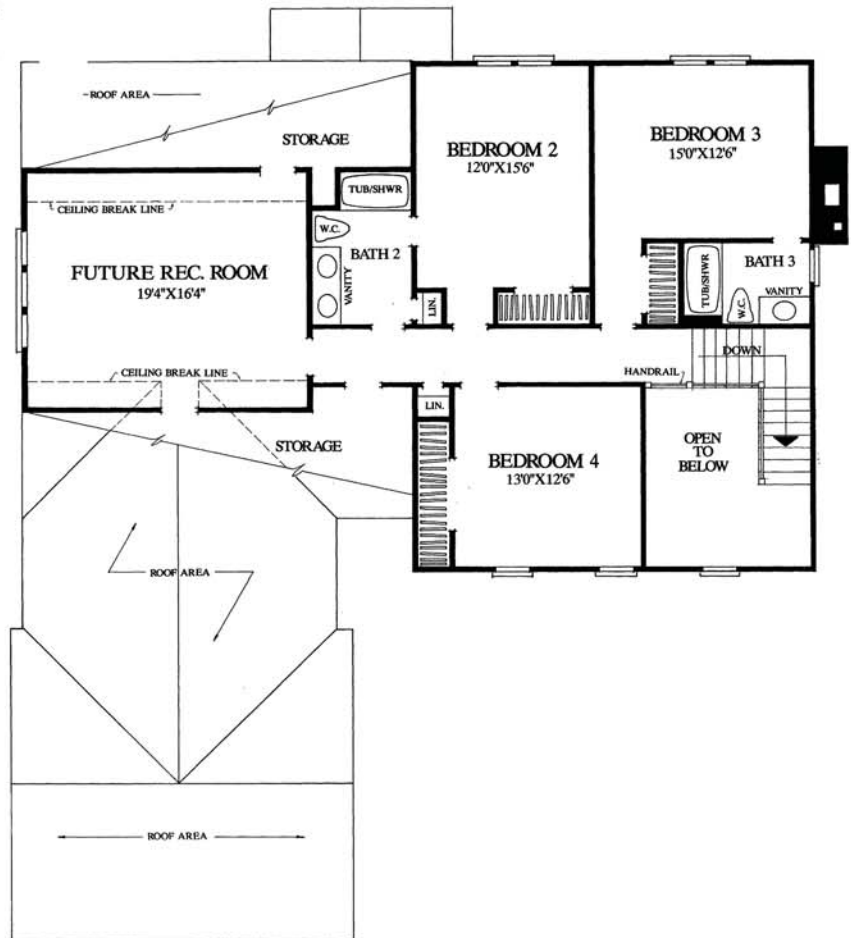 ROOF AREA
STORAGE
BEDROOM 2
12'0"X15'6"
BEDROOM 3
15'0"X12'6"
CEILING BREAK LINE
TUB/SHWR
W.C.
BATH 2
VANITY
FUTURE REC. ROOM
19'4"X16'4"
LIN.
TUB/SHWR
BATH 3
W.C.
VANITY
CEILING BREAK LINE
HANDRAIL
DOWN
LIN.
STORAGE
BEDROOM 4
13'0"X12'6"
OPEN
TO
BELOW
ROOF AREA
ROOF AREA